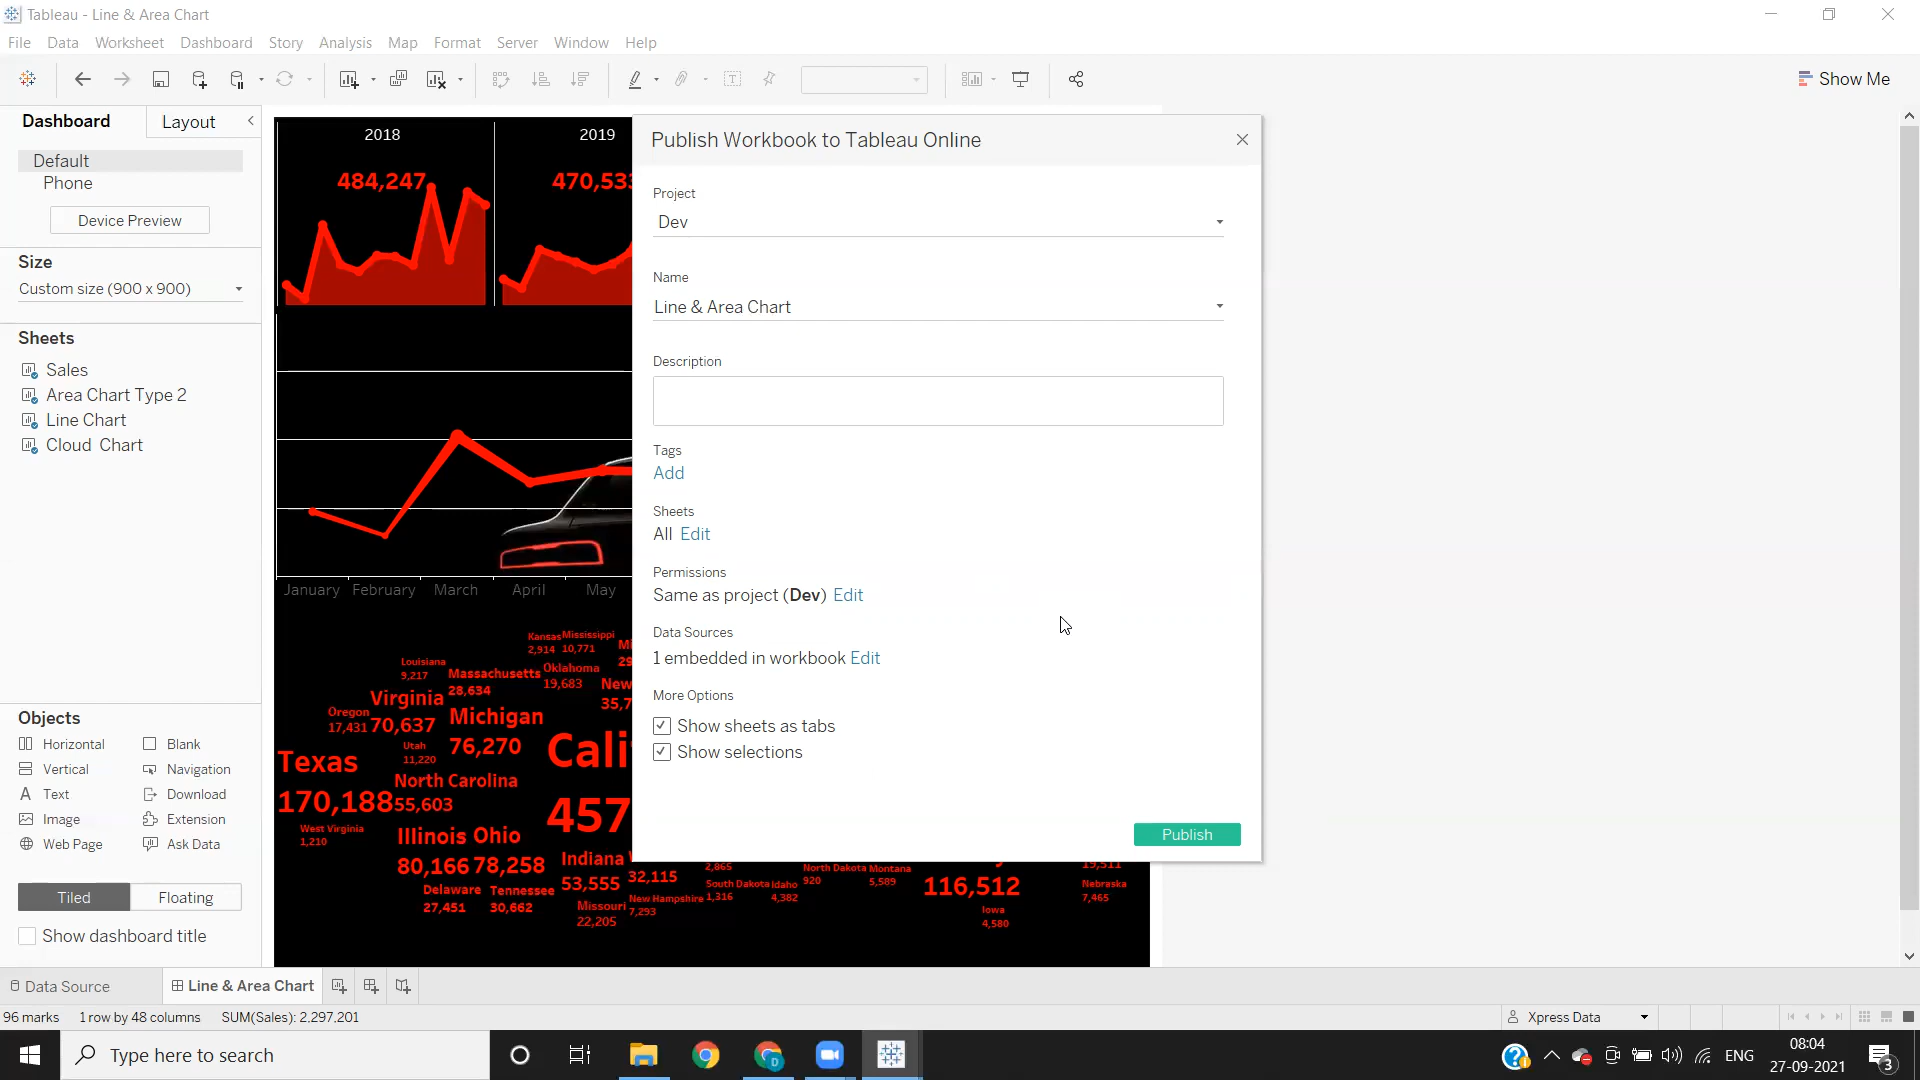 Tableau - Line & Area Chart
File Data Worksheet Dashboard Story Analysis Map Format Server Window Help
Show Me
Dashboard Layout
Default
Phone
Device Preview
Size
Custom size (900 x 900)
Sheets
Sales
Area Chart Type 2
Line Chart
Cloud Chart
Objects
Horizontal Blank
Vertical Navigation
Text Download
Image Extension
Web Page Ask Data
Tiled Floating
Show dashboard title
2018 2019
484,247
January February March April May
Kansas Mississippi
2,914 10,771
Louisiana
9,217
Massachusetts
28,634
Oklahoma
19,683
New
Virginia
70,637
Oregon
17,431
Michigan
76,270
Utah
11,220
Texas
170,188
North Carolina
55,603
West Virginia
1,210
Illinois Ohio
80,166 78,258
Indiana
53,555
32,115
2,865
Delaware Tennessee
27,451 30,662
Missouri
22,205
New Hampshire
7,293
South Dakota
1,316
Idaho
4,382
North Dakota
920
Montana
5,589
116,512
Iowa
4,580
Nebraska
7,465
Publish Workbook to Tableau Online
Project
Dev
Name
Line & Area Chart
Description
Tags
Add
Sheets
All Edit
Permissions
Same as project (Dev) Edit
Data Sources
1 embedded in workbook Edit
More Options
Show sheets as tabs
Show selections
Publish
Data Source Line & Area Chart
96 marks 1 row by 48 columns SUM(Sales): 2,297,201
Xpress Data
Type here to search
ENG
08:04
27-09-2021
3